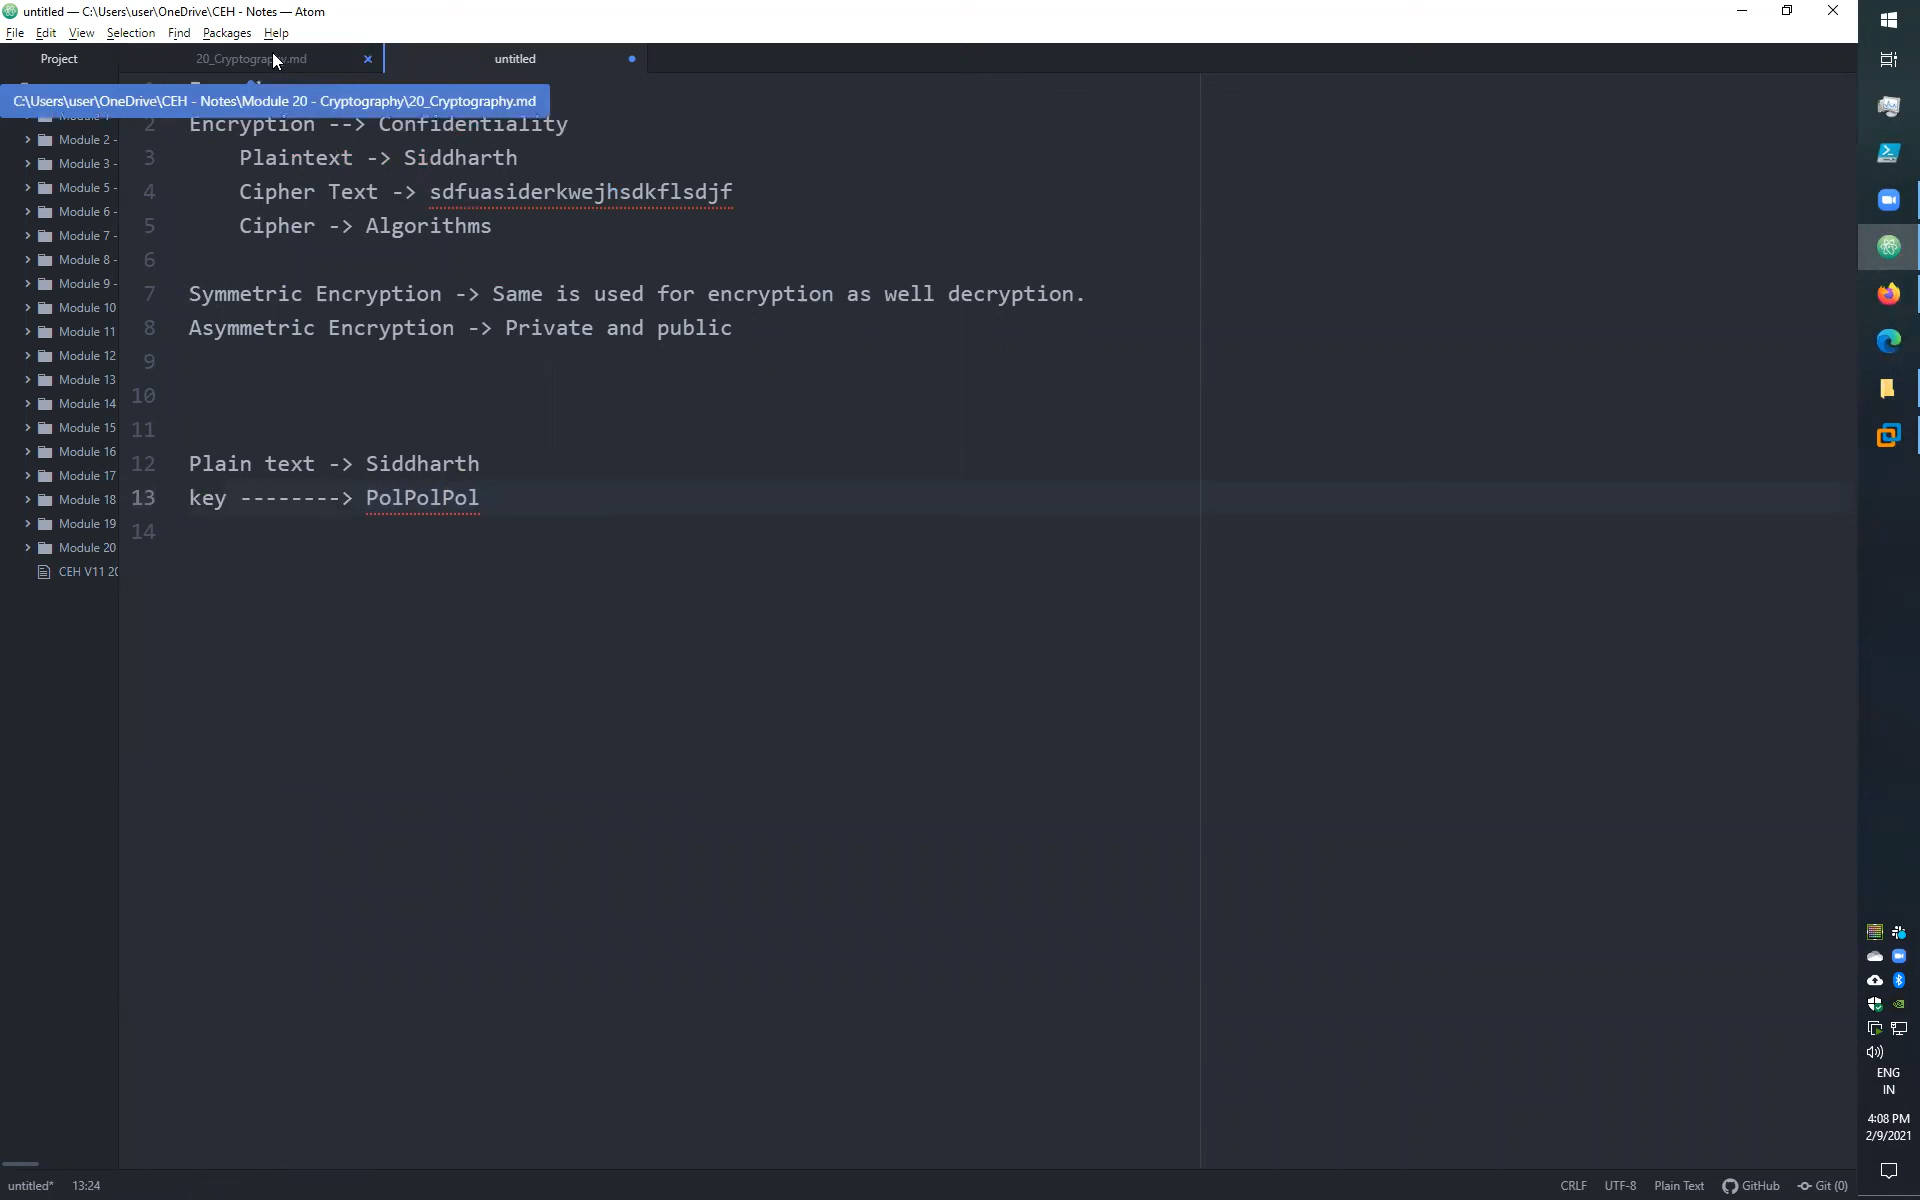 untitled — C:\Users\user\OneDrive\CEH - Notes — Atom
File Edit View Selection Find Packages Help
Project
untitled
C:\Users\user\OneDrive\CEH - Notes\Module 20 - Cryptography\20_Cryptography.md
Module 2 -
Module 3 -
Module 5 -
Module 6 -
Module 7 -
Module 8 -
Module 9 -
Module 10
Module 11
Module 12
Module 13
Module 14
Module 15
Module 16
Module 17
Module 18
Module 19
Module 20
CEH V11 20
2 Encryption --> Confidentiality
3 Plaintext -> Siddharth
4 Cipher Text -> sdfuasiderkwejhsdkflsdjf
5 Cipher -> Algorithms
6
7 Symmetric Encryption -> Same is used for encryption as well decryption.
8 Asymmetric Encryption -> Private and public
9
10
11
12 Plain text -> Siddharth
13 key --------> PolPolPol
14
untitled* 13:24
CRLF UTF-8 Plain Text GitHub Git (0)
ENG
IN
4:08 PM
2/9/2021